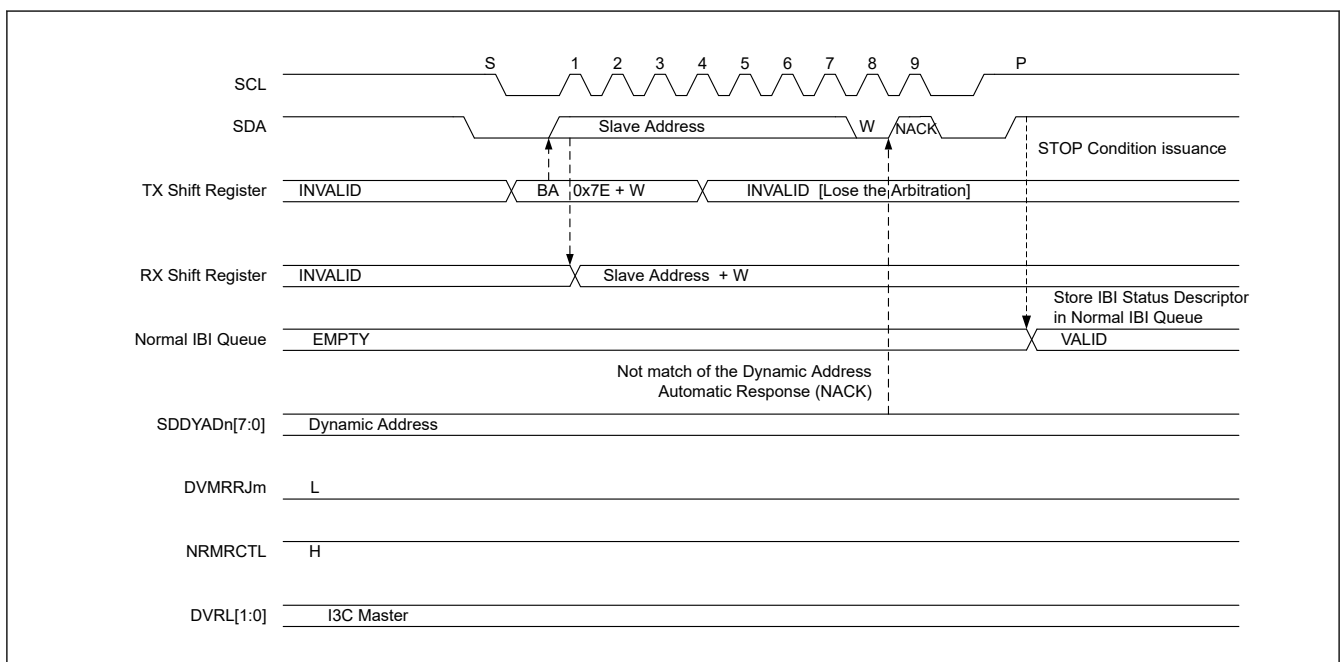 S 1 2 3 4 5 6 7 8 9 P
SCL
SDA Slave Address W NACK
STOP Condition issuance
TX Shift Register INVALID BA 0x7E + W INVALID [Lose the Arbitration]
RX Shift Register INVALID Slave Address + W
Store IBI Status Descriptor
in Normal IBI Queue
Normal IBI Queue EMPTY VALID
Not match of the Dynamic Address
Automatic Response (NACK)
SDDYADn[7:0] Dynamic Address
DVMRRJm L
NRMRCTL H
DVRL[1:0] I3C Master